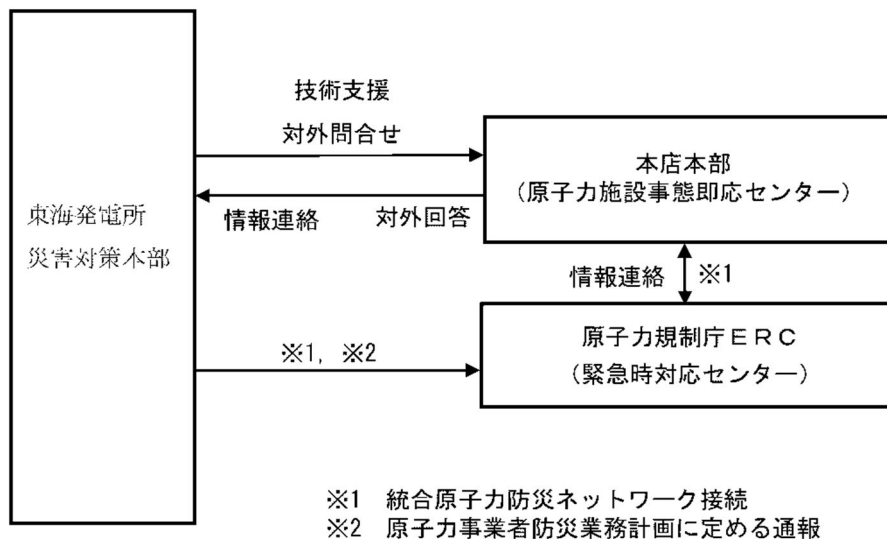 技術支援
対外問合せ
本店本部
(原子力施設事態即応センター)
東海発電所
災害対策本部
情報連絡 対外回答
情報連絡 ※1
原子力規制庁ERC
(緊急時対応センター)
※1, ※2
※1 統合原子力防災ネットワーク接続
※2 原子力事業者防災業務計画に定める通報